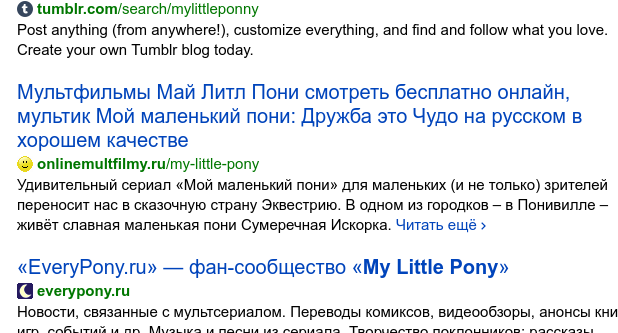 tumblr.com/search/mylittleponny
Post anything (from anywhere!), customize everything, and find and follow what you love.
Create your own Tumblr blog today.
Мультфильмы Май Литл Пони смотреть бесплатно онлайн,
мультик Мой маленький пони: Дружба это Чудо на русском в
хорошем качестве
onlinemultfilmy.ru/my-little-pony
Удивительный сериал «Мой маленький пони» для маленьких (и не только) зрителей
переносит нас в сказочную страну Эквестрию. В одном из городков – в Понивилле –
живёт славная маленькая пони Сумеречная Искорка. Читать ещё ›
«EveryPony.ru» — фан-сообщество «My Little Pony»
everypony.ru
Новости, связанные с мультсериалом. Переводы комиксов, видеообзоры, анонсы кни
игр, событий и др. Музыка и песни из сериала. Творчество поклонников: рассказы